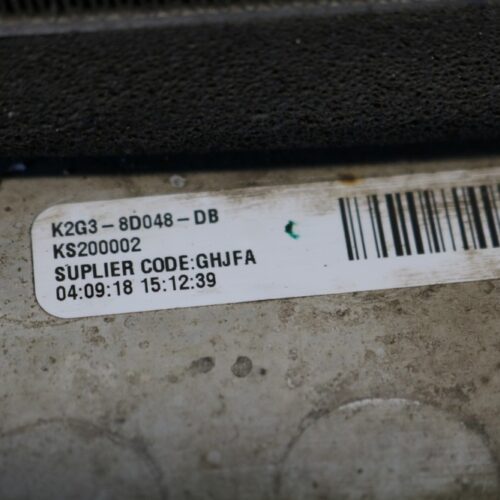 K2G3-8D048-DB
KS200002
SUPLIER CODE:GHJFA
04:09:18 15:12:39